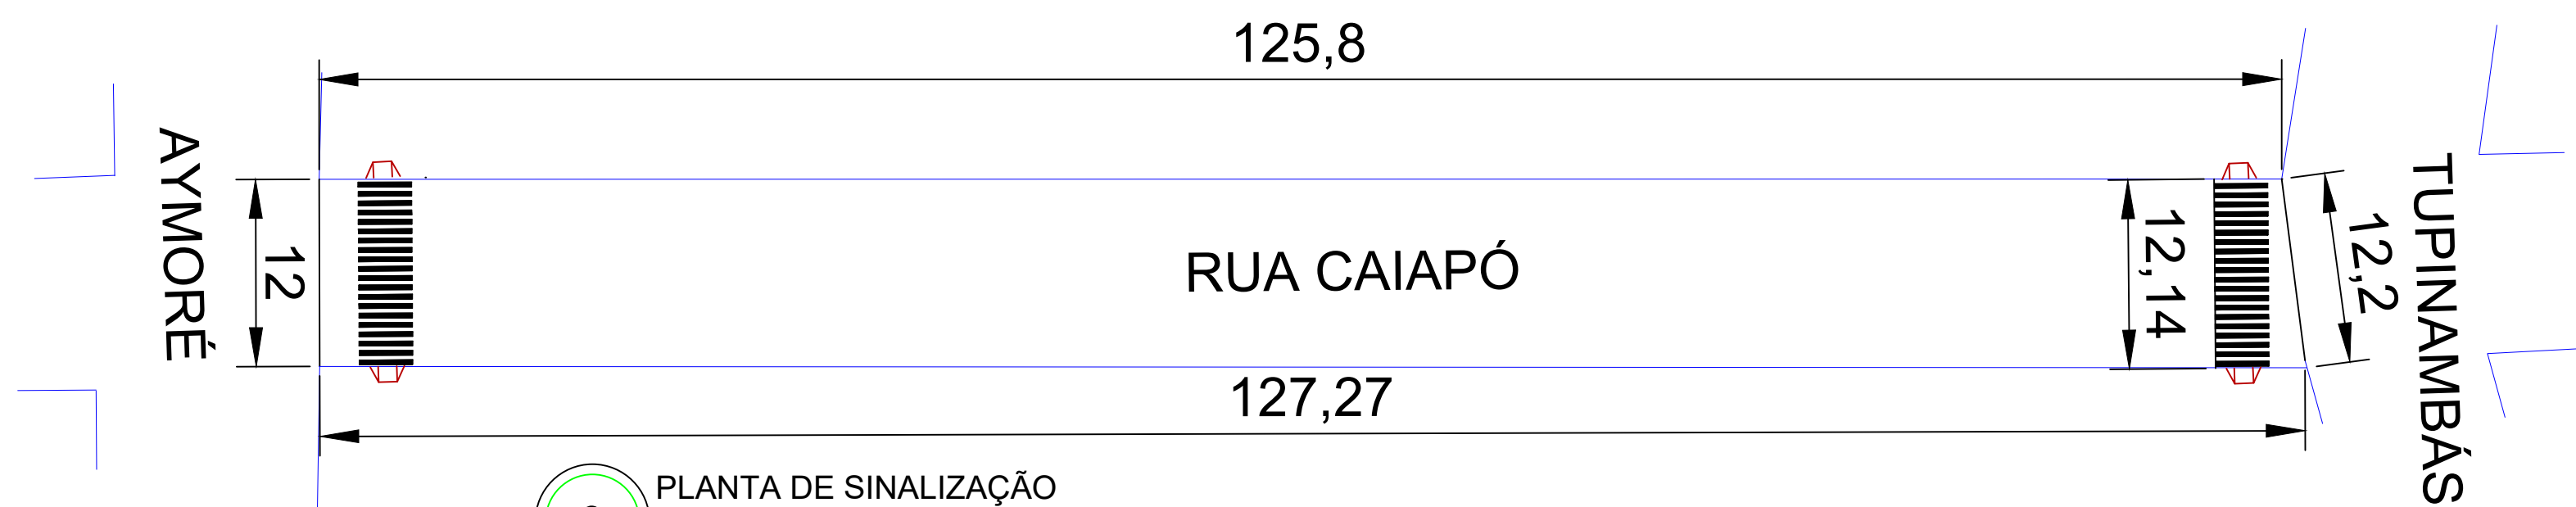 125,8
AYMORÉ
12
RUA CAIAPÓ
12,14
12,2
TUPINAMBÁS
127,27
PLANTA DE SINALIZAÇÃO